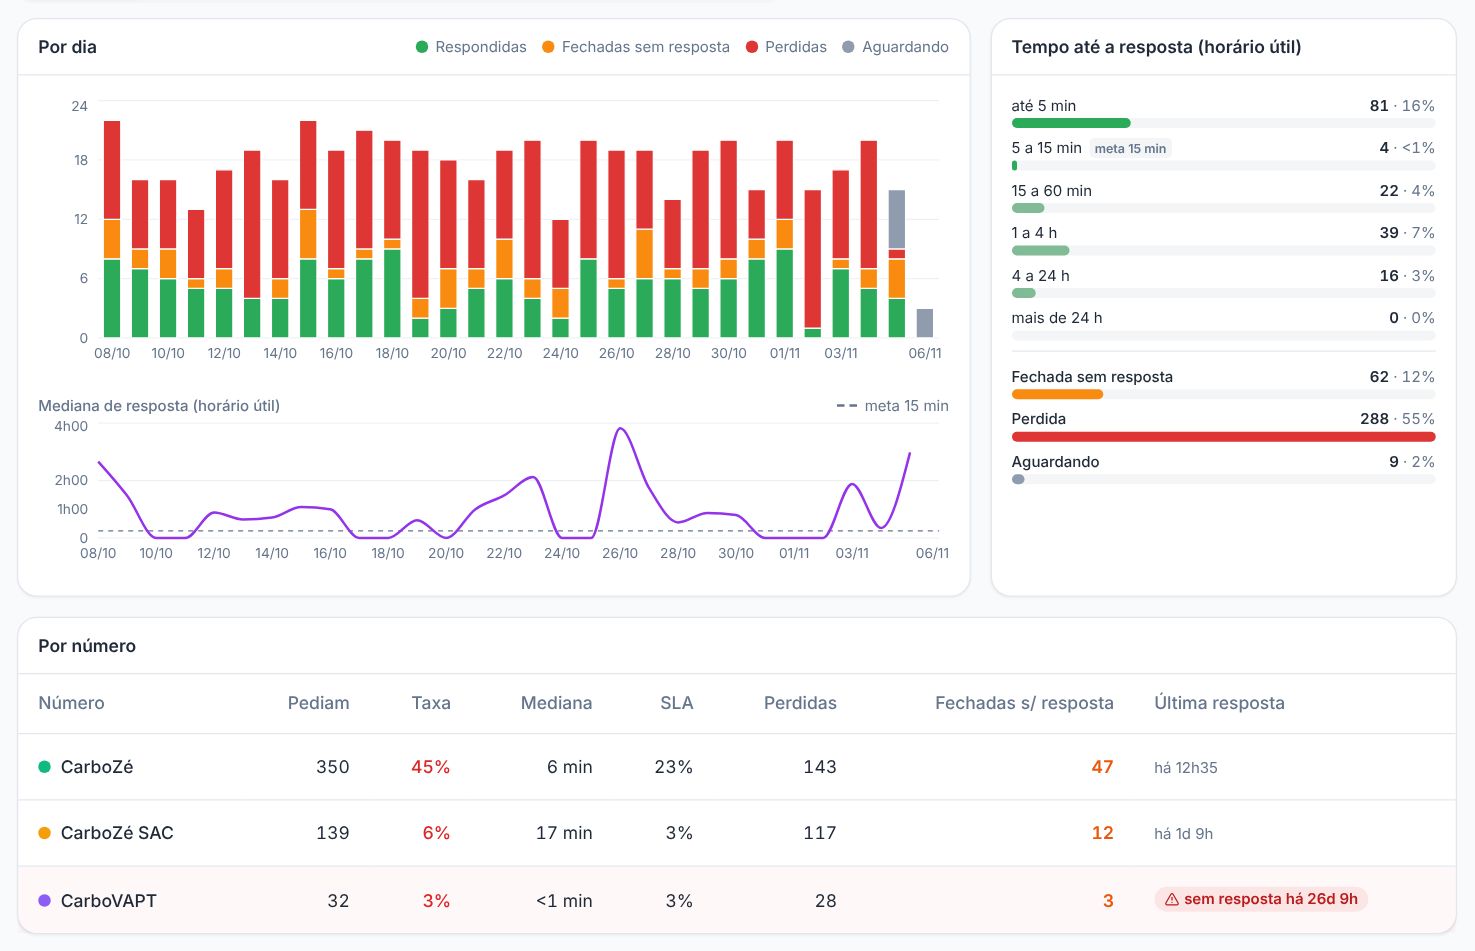 Por dia
Respondidas Fechadas sem resposta Perdidas Aguardando
24
18
12
6
0
08/10 10/10 12/10 14/10 16/10 18/10 20/10 22/10 24/10 26/10 28/10 30/10 01/11 03/11 06/11
Mediana de resposta (horário útil) meta 15 min
4h00
2h00
1h00
0
08/10 10/10 12/10 14/10 16/10 18/10 20/10 22/10 24/10 26/10 28/10 30/10 01/11 03/11 06/11
Tempo até a resposta (horário útil)
até 5 min 81 · 16%
5 a 15 min meta 15 min 4 · <1%
15 a 60 min 22 · 4%
1 a 4 h 39 · 7%
4 a 24 h 16 · 3%
mais de 24 h 0 · 0%
Fechada sem resposta 62 · 12%
Perdida 288 · 55%
Aguardando 9 · 2%
Por número
Número Pediam Taxa Mediana SLA Perdidas Fechadas s/ resposta Última resposta
CarboZé 350 45% 6 min 23% 143 47 há 12h35
CarboZé SAC 139 6% 17 min 3% 117 12 há 1d 9h
CarboVAPT 32 3% <1 min 3% 28 3 sem resposta há 26d 9h